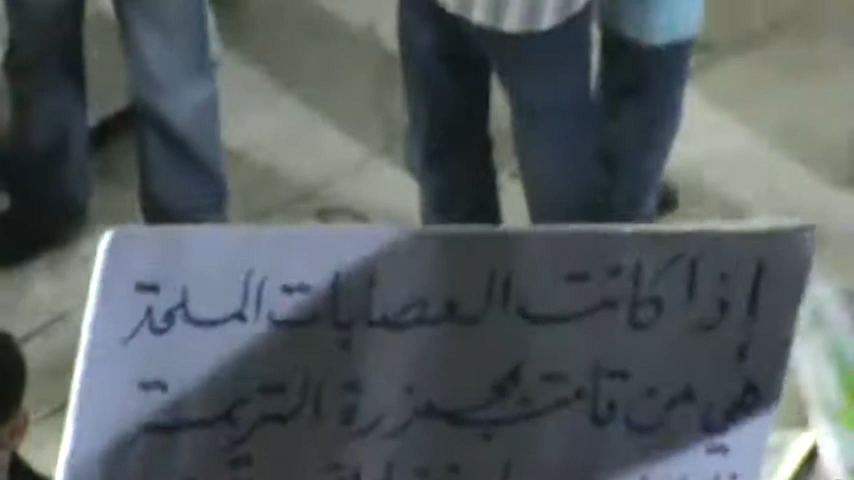 إذا كانت العصابات المسلحة
هي من قامت بمجزرة التريمسة